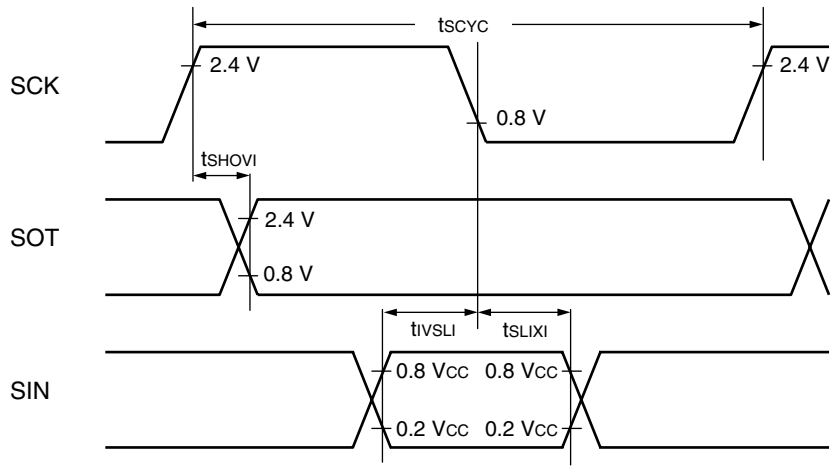 tSCYC
SCK
2.4 V
2.4 V
0.8 V
tSHOVI
SOT
2.4 V
0.8 V
tIVSLI
tSLIXI
SIN
0.8 VCC
0.8 VCC
0.2 VCC
0.2 VCC